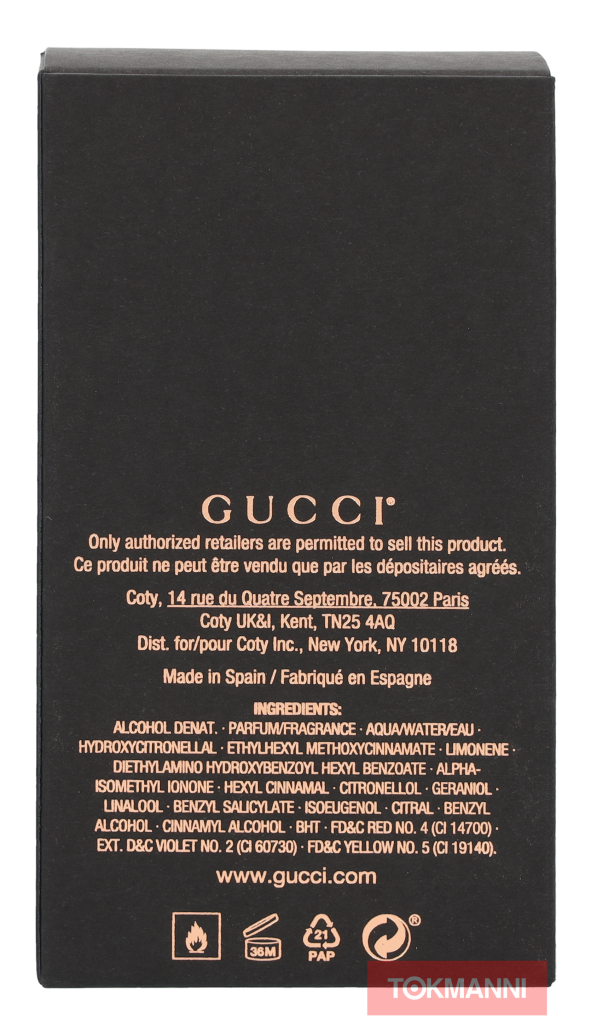 GUCCI®
Only authorized retailers are permitted to sell this product.
Ce produit ne peut être vendu que par les dépositaires agréés.
Coty, 14 rue du Quatre Septembre, 75002 Paris
Coty UK&I, Kent, TN25 4AQ
Dist. for/pour Coty Inc., New York, NY 10118
Made in Spain / Fabriqué en Espagne
INGREDIENTS:
ALCOHOL DENAT. · PARFUM/FRAGRANCE · AQUA/WATER/EAU ·
HYDROXYCITRONELLAL · ETHYLHEXYL METHOXYCINNAMATE · LIMONENE ·
DIETHYLAMINO HYDROXYBENZOYL HEXYL BENZOATE · ALPHA-
ISOMETHYL IONONE · HEXYL CINNAMAL · CITRONELLOL · GERANIOL ·
LINALOOL · BENZYL SALICYLATE · ISOEUGENOL · CITRAL · BENZYL
ALCOHOL · CINNAMYL ALCOHOL · BHT · FD&C RED NO. 4 (CI 14700) ·
EXT. D&C VIOLET NO. 2 (CI 60730) · FD&C YELLOW NO. 5 (CI 19140).
www.gucci.com
36M
21
PAP
®
TOKMANNI